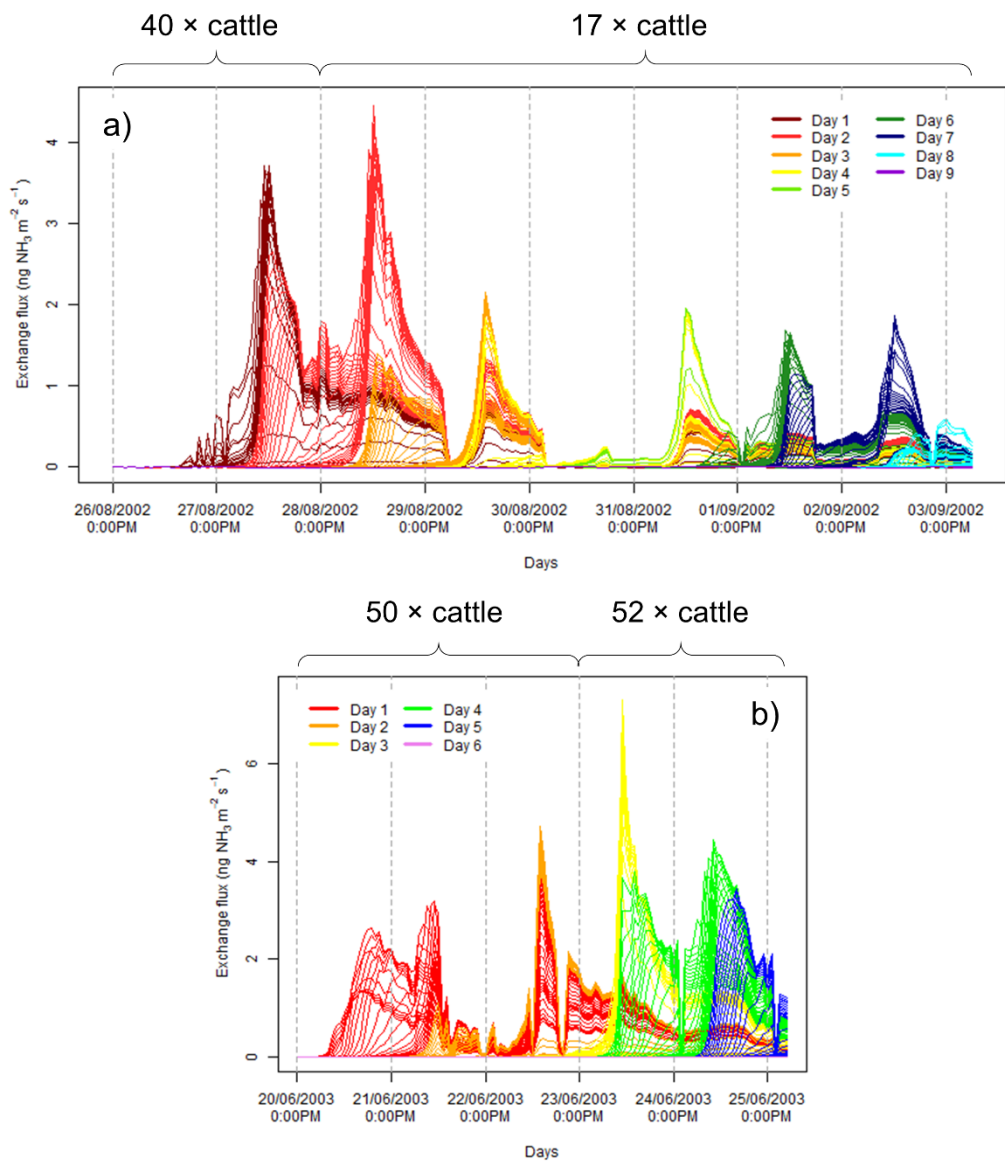 40 × cattle
17 × cattle
a)
Day 1
Day 2
Day 3
Day 4
Day 5
Day 6
Day 7
Day 8
Day 9
Exchange flux (ng NH₃ m⁻² s⁻¹)
4
3
2
1
0
26/08/2002 27/08/2002 28/08/2002 29/08/2002 30/08/2002 31/08/2002 01/09/2002 02/09/2002 03/09/2002
0:00PM 0:00PM 0:00PM 0:00PM 0:00PM 0:00PM 0:00PM 0:00PM 0:00PM
Days
50 × cattle
52 × cattle
b)
Day 1
Day 2
Day 3
Day 4
Day 5
Day 6
Exchange flux (ng NH₃ m⁻² s⁻¹)
6
4
2
0
20/06/2003 21/06/2003 22/06/2003 23/06/2003 24/06/2003 25/06/2003
0:00PM 0:00PM 0:00PM 0:00PM 0:00PM 0:00PM
Days